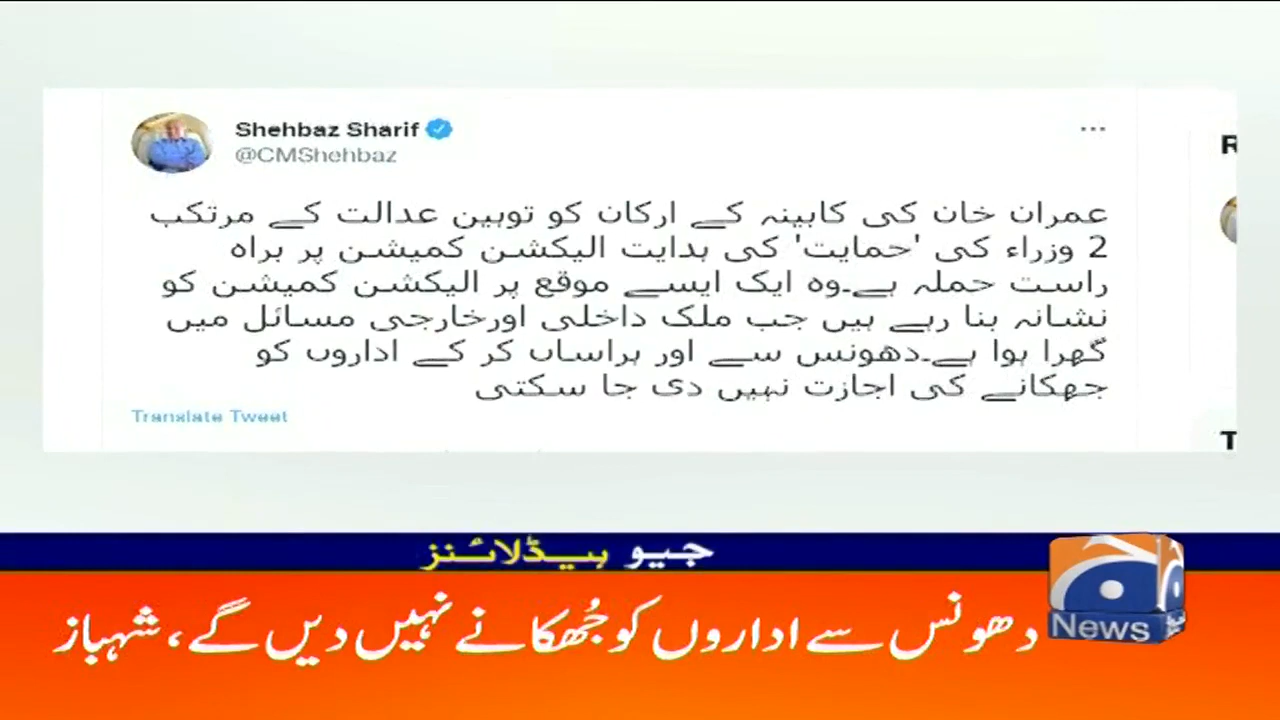 Shehbaz Sharif
@CMShehbaz
عمران خان کی کابینہ کے ارکان کو توہین عدالت کے مرتکب
2 وزراء کی 'حمایت' کی ہدایت الیکشن کمیشن پر براہ
راست حملہ ہے۔وہ ایک ایسے موقع پر الیکشن کمیشن کو
نشانہ بنا رہے ہیں جب ملک داخلی اورخارجی مسائل میں
گھرا ہوا ہے۔دھونس سے اور ہراساں کر کے اداروں کو
جھکانے کی اجازت نہیں دی جا سکتی
Translate Tweet
جیو ہیڈلائنز
دھونس سے اداروں کو جُھکانے نہیں دیں گے، شہباز
News